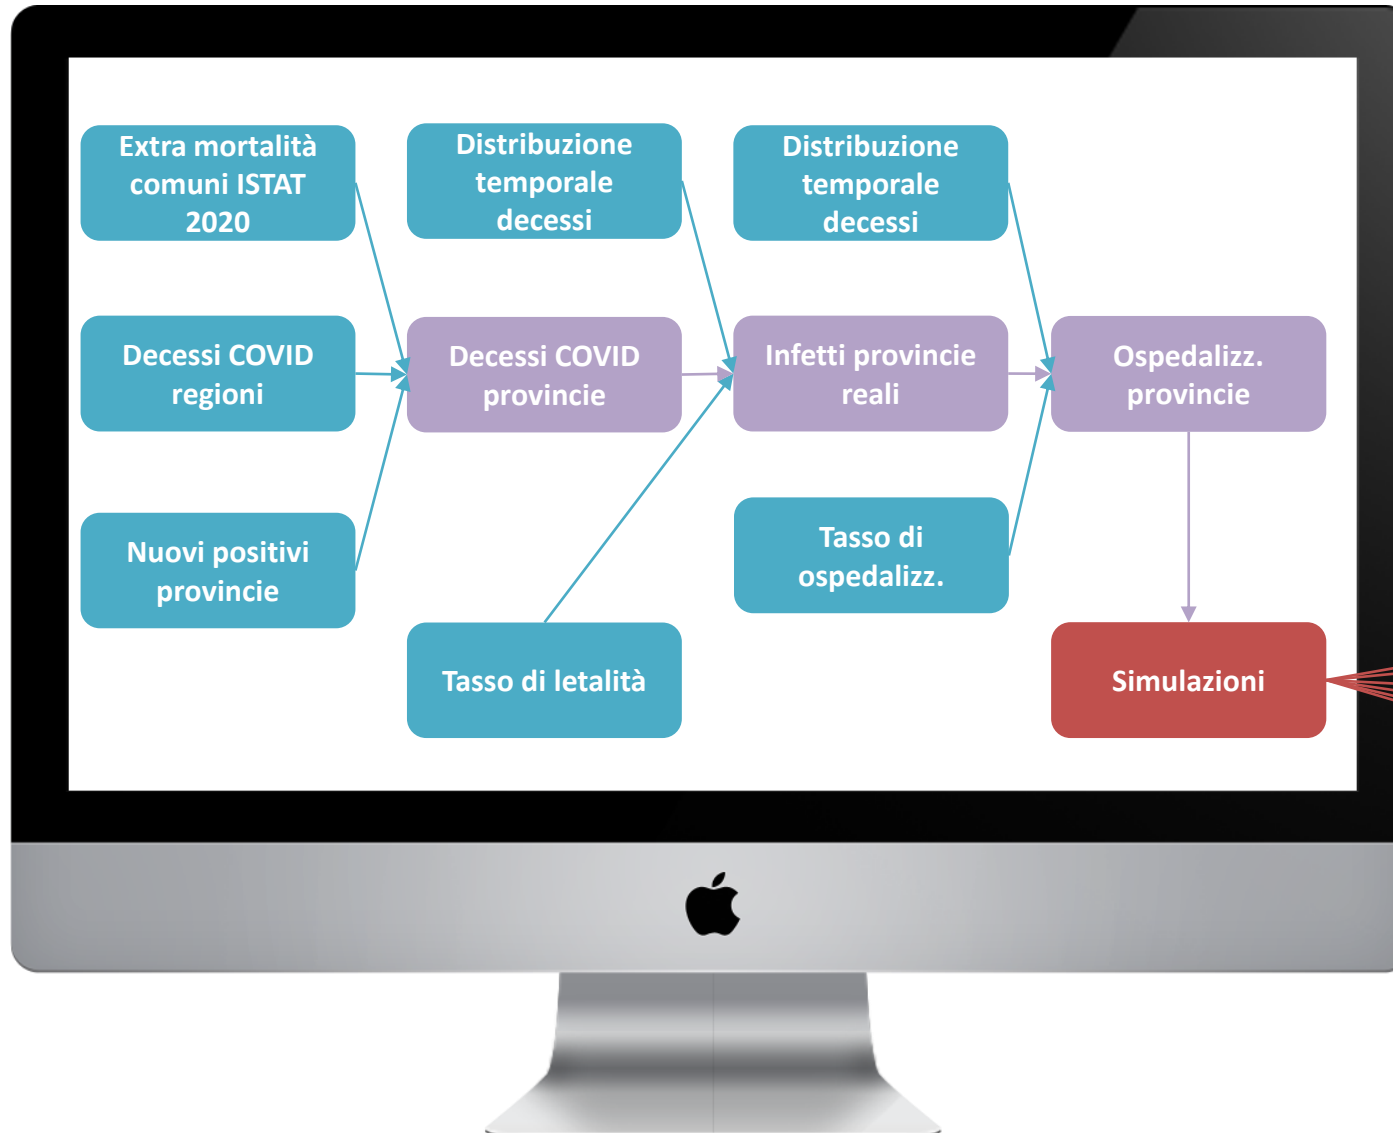 Extra mortalità
comuni ISTAT
2020
Distribuzione
temporale
decessi
Distribuzione
temporale
decessi
Decessi COVID
regioni
Decessi COVID
provincie
Infetti provincie
reali
Ospedalizz.
provincie
Nuovi positivi
provincie
Tasso di
ospedalizz.
Tasso di letalità
Simulazioni